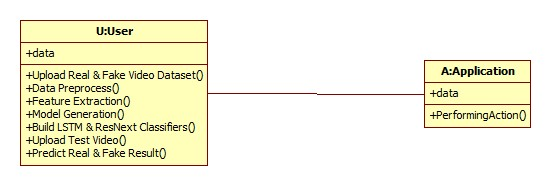 U:User
+data
+Upload Real & Fake Video Dataset()
+Data Preprocess()
+Feature Extraction()
+Model Generation()
+Build LSTM & ResNext Classifiers()
+Upload Test Video()
+Predict Real & Fake Result()
A:Application
+data
+PerformingAction()